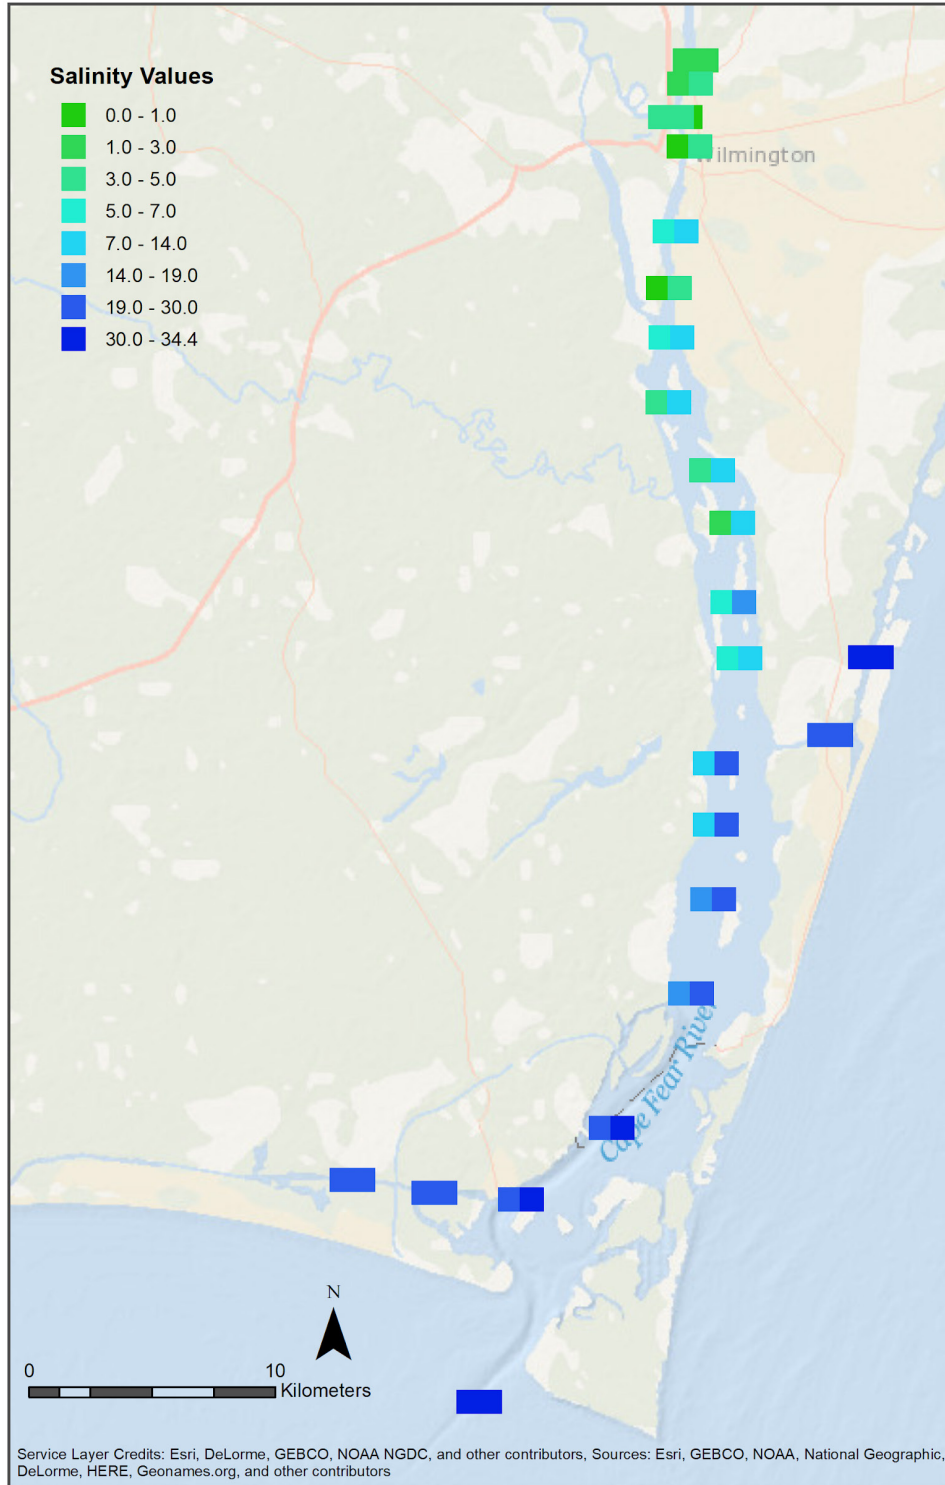 Salinity Values
0.0 - 1.0
1.0 - 3.0
3.0 - 5.0
5.0 - 7.0
7.0 - 14.0
14.0 - 19.0
19.0 - 30.0
30.0 - 34.4
Wilmington
Cape Fear River
N
0 10
Kilometers
Service Layer Credits: Esri, DeLorme, GEBCO, NOAA NGDC, and other contributors, Sources: Esri, GEBCO, NOAA, National Geographic,
DeLorme, HERE, Geonames.org, and other contributors